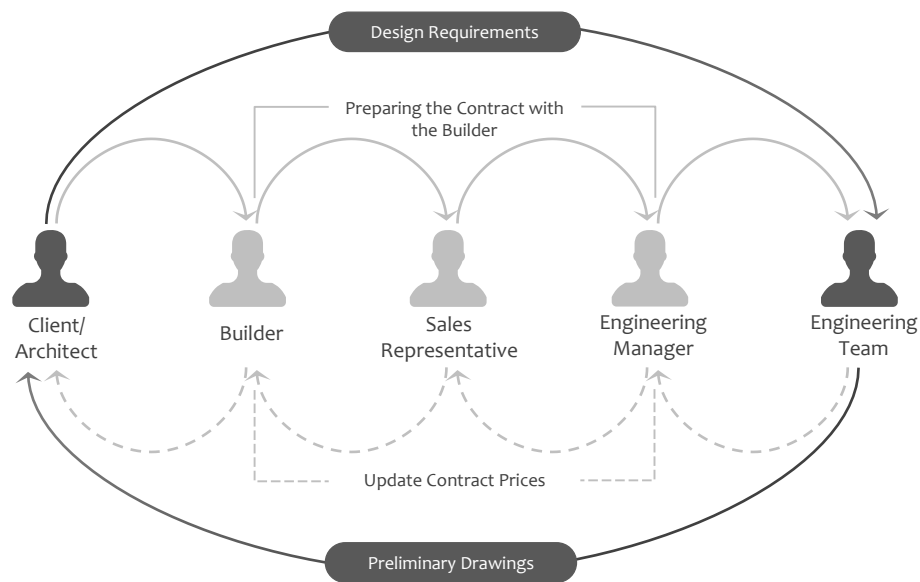 Design Requirements
Preparing the Contract with
the Builder
Client/
Architect
Builder
Sales
Representative
Engineering
Manager
Engineering
Team
Update Contract Prices
Preliminary Drawings